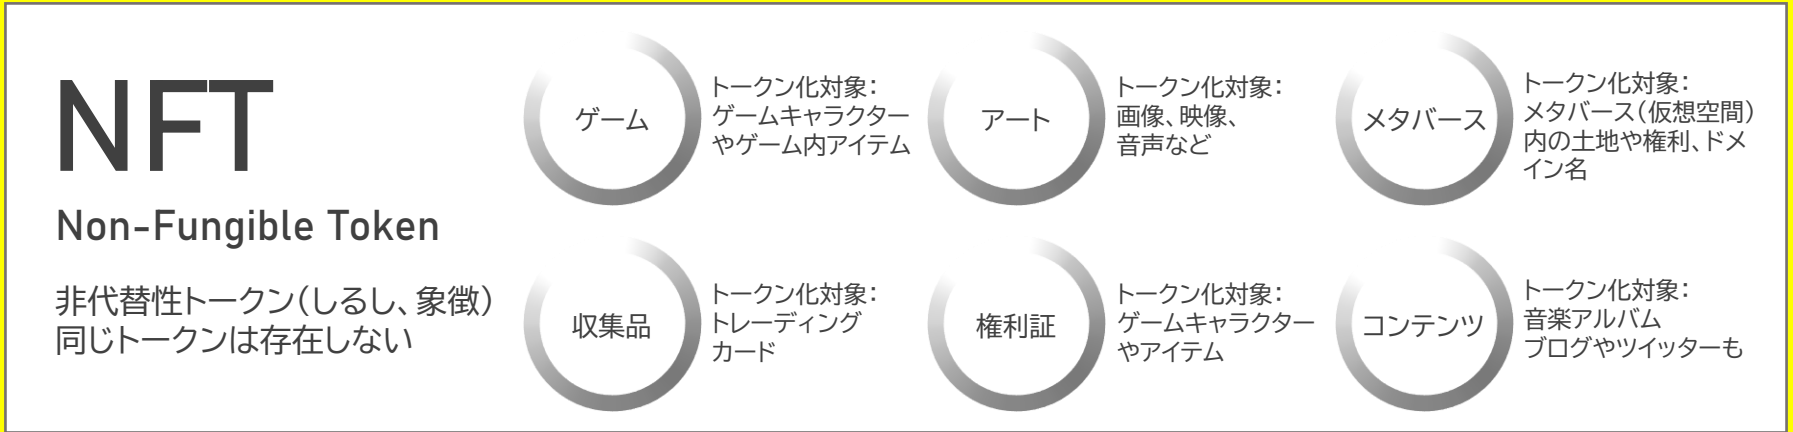 NFT
Non-Fungible Token
非代替性トークン(しるし、象徴)
同じトークンは存在しない
ゲーム
トークン化対象:
ゲームキャラクター
やゲーム内アイテム
アート
トークン化対象:
画像、映像、
音声など
メタバース
トークン化対象:
メタバース(仮想空間)
内の土地や権利、ドメ
イン名
収集品
トークン化対象:
トレーディング
カード
権利証
トークン化対象:
ゲームキャラクター
やアイテム
コンテンツ
トークン化対象:
音楽アルバム
ブログやツイッターも